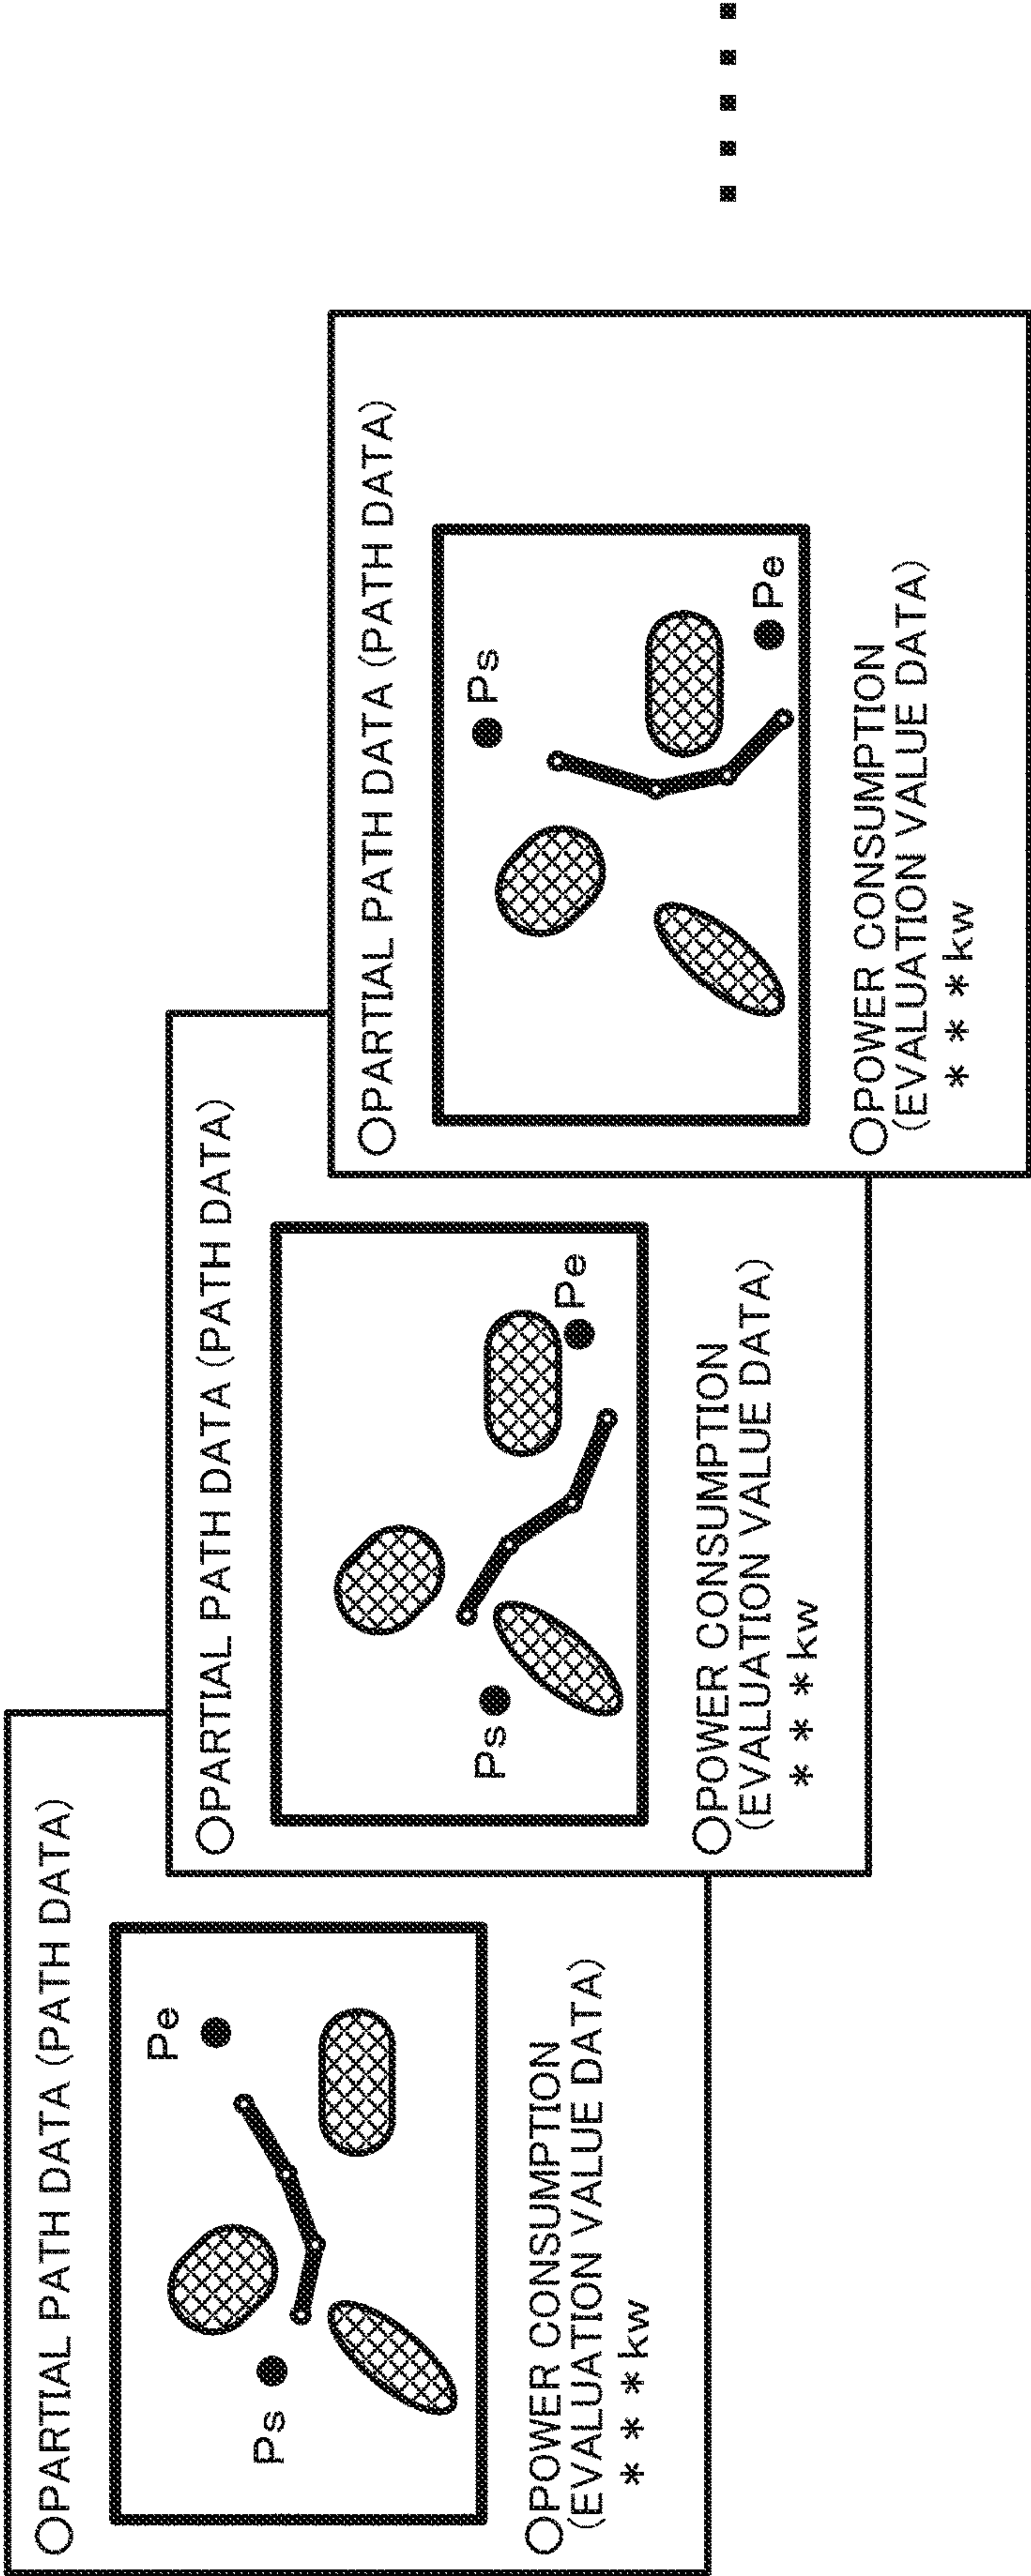 ○PARTIAL PATH DATA (PATH DATA)
Ps
Pe
○POWER CONSUMPTION
(EVALUATION VALUE DATA)
* * * kw
○PARTIAL PATH DATA (PATH DATA)
Ps
Pe
○POWER CONSUMPTION
(EVALUATION VALUE DATA)
* * * kw
○PARTIAL PATH DATA (PATH DATA)
Ps
Pe
○POWER CONSUMPTION
(EVALUATION VALUE DATA)
* * * kw